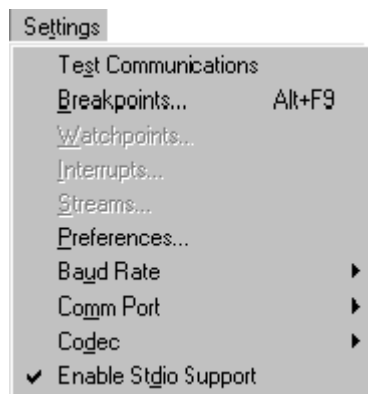 Settings
Test Communications
Breakpoints... Alt+F9
Watchpoints...
Interrupts...
Streams...
Preferences...
Baud Rate
Comm Port
Codec
Enable Stdio Support